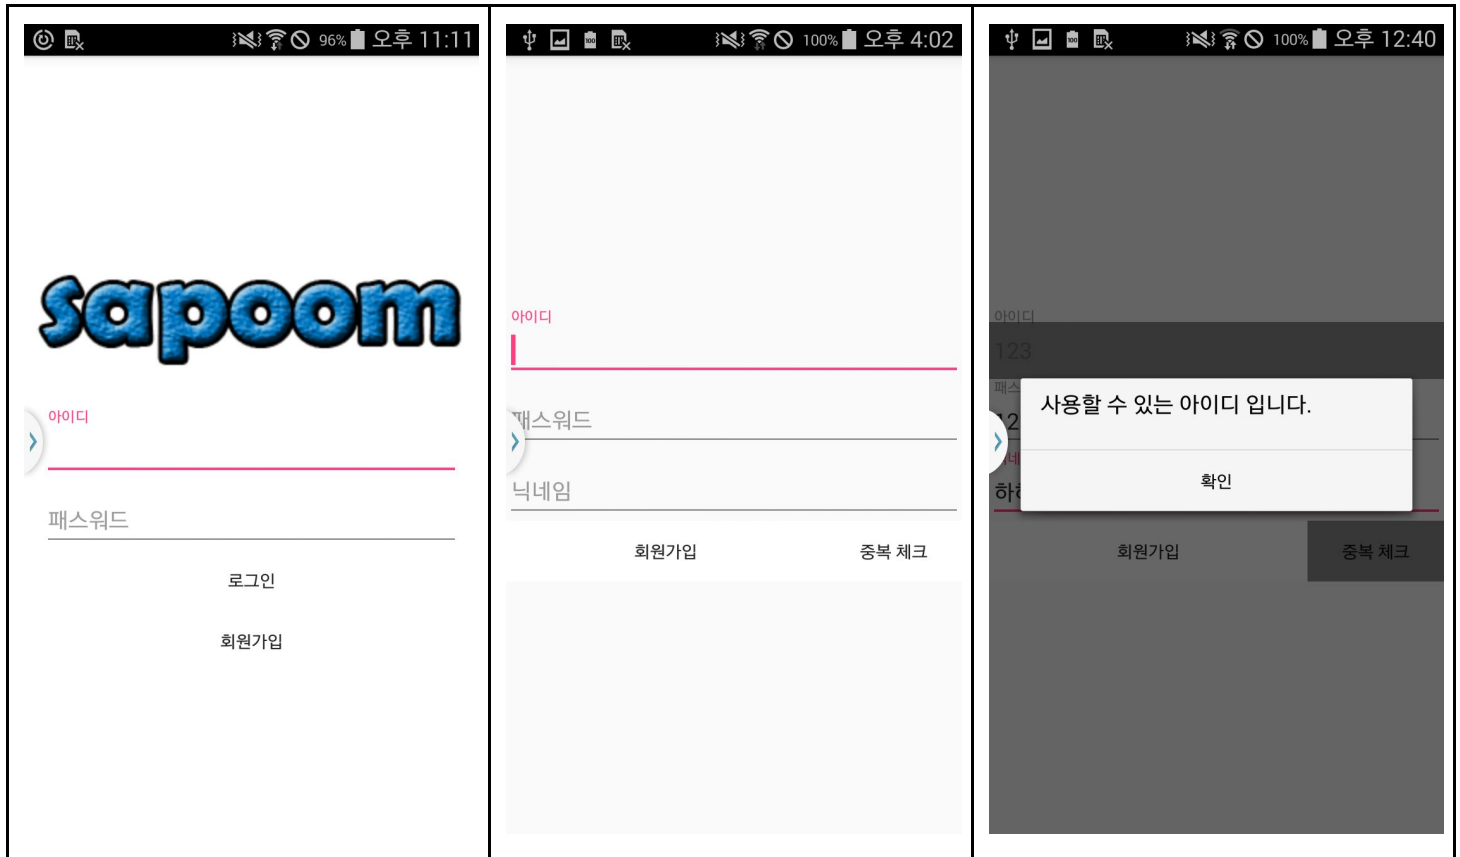 96% 오후 11:11
sapoom
아이디
패스워드
로그인
회원가입
100 100% 오후 4:02
아이디
패스워드
닉네임
회원가입 중복 체크
100 100% 오후 12:40
아이디
123
사용할 수 있는 아이디 입니다.
확인
회원가입 중복 체크